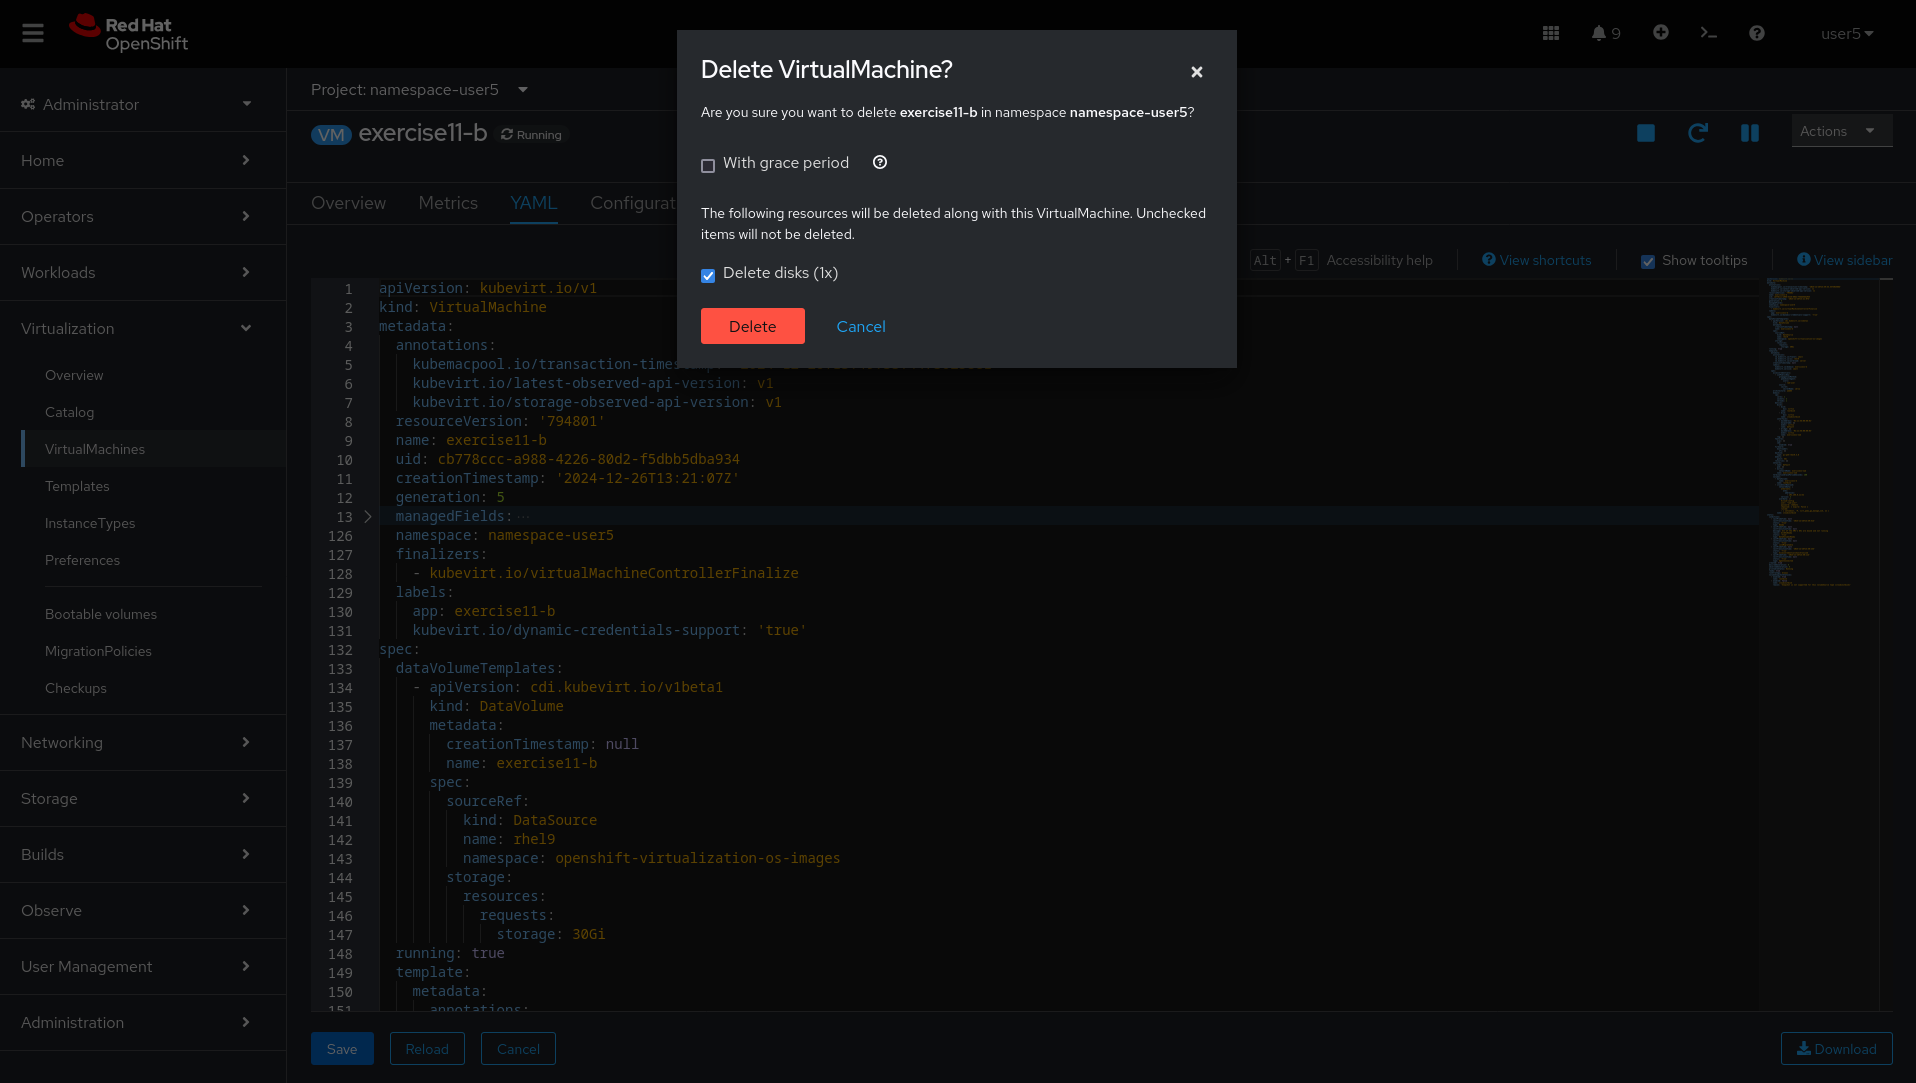 Red Hat
OpenShift
9
user5
Administrator
Home
Operators
Workloads
Virtualization
Overview
Catalog
VirtualMachines
Templates
InstanceTypes
Preferences
Bootable volumes
MigrationPolicies
Checkups
Networking
Storage
Builds
Observe
User Management
Administration
Project: namespace-user5
VM exercise11-b Running
Actions
Overview Metrics YAML Configurat
Alt + F1 Accessibility help View shortcuts Show tooltips View sidebar
Delete VirtualMachine?
Are you sure you want to delete exercise11-b in namespace namespace-user5?
With grace period
The following resources will be deleted along with this VirtualMachine. Unchecked
items will not be deleted.
Delete disks (1x)
Delete Cancel
1 apiVersion: kubevirt.io/v1
2 kind: VirtualMachine
3 metadata:
4 annotations:
5 kubemacpool.io/transaction-times
6 kubevirt.io/latest-observed-api-version: v1
7 kubevirt.io/storage-observed-api-version: v1
8 resourceVersion: '794801'
9 name: exercise11-b
10 uid: cb778ccc-a988-4226-80d2-f5dbb5dba934
11 creationTimestamp: '2024-12-26T13:21:07Z'
12 generation: 5
13 managedFields: ...
126 namespace: namespace-user5
127 finalizers:
128 - kubevirt.io/virtualMachineControllerFinalize
129 labels:
130 app: exercise11-b
131 kubevirt.io/dynamic-credentials-support: 'true'
132 spec:
133 dataVolumeTemplates:
134 - apiVersion: cdi.kubevirt.io/v1beta1
135 kind: DataVolume
136 metadata:
137 creationTimestamp: null
138 name: exercise11-b
139 spec:
140 sourceRef:
141 kind: DataSource
142 name: rhel9
143 namespace: openshift-virtualization-os-images
144 storage:
145 resources:
146 requests:
147 storage: 30Gi
148 running: true
149 template:
150 metadata:
151 annotations:
Save Reload Cancel Download